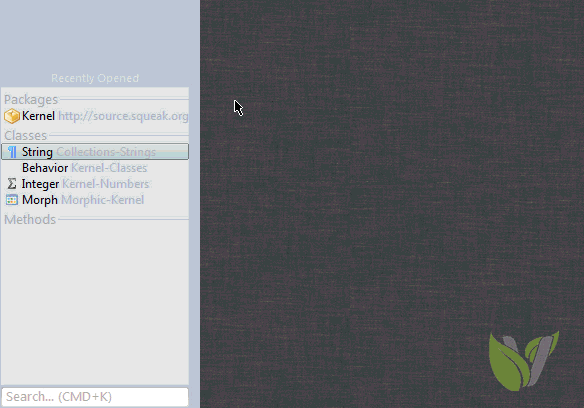 Recently Opened
Packages
Kernel http://source.squeak.org
Classes
String Collections-Strings
Behavior Kernel-Classes
Integer Kernel-Numbers
Morph Morphic-Kernel
Methods
Search... (CMD+K)